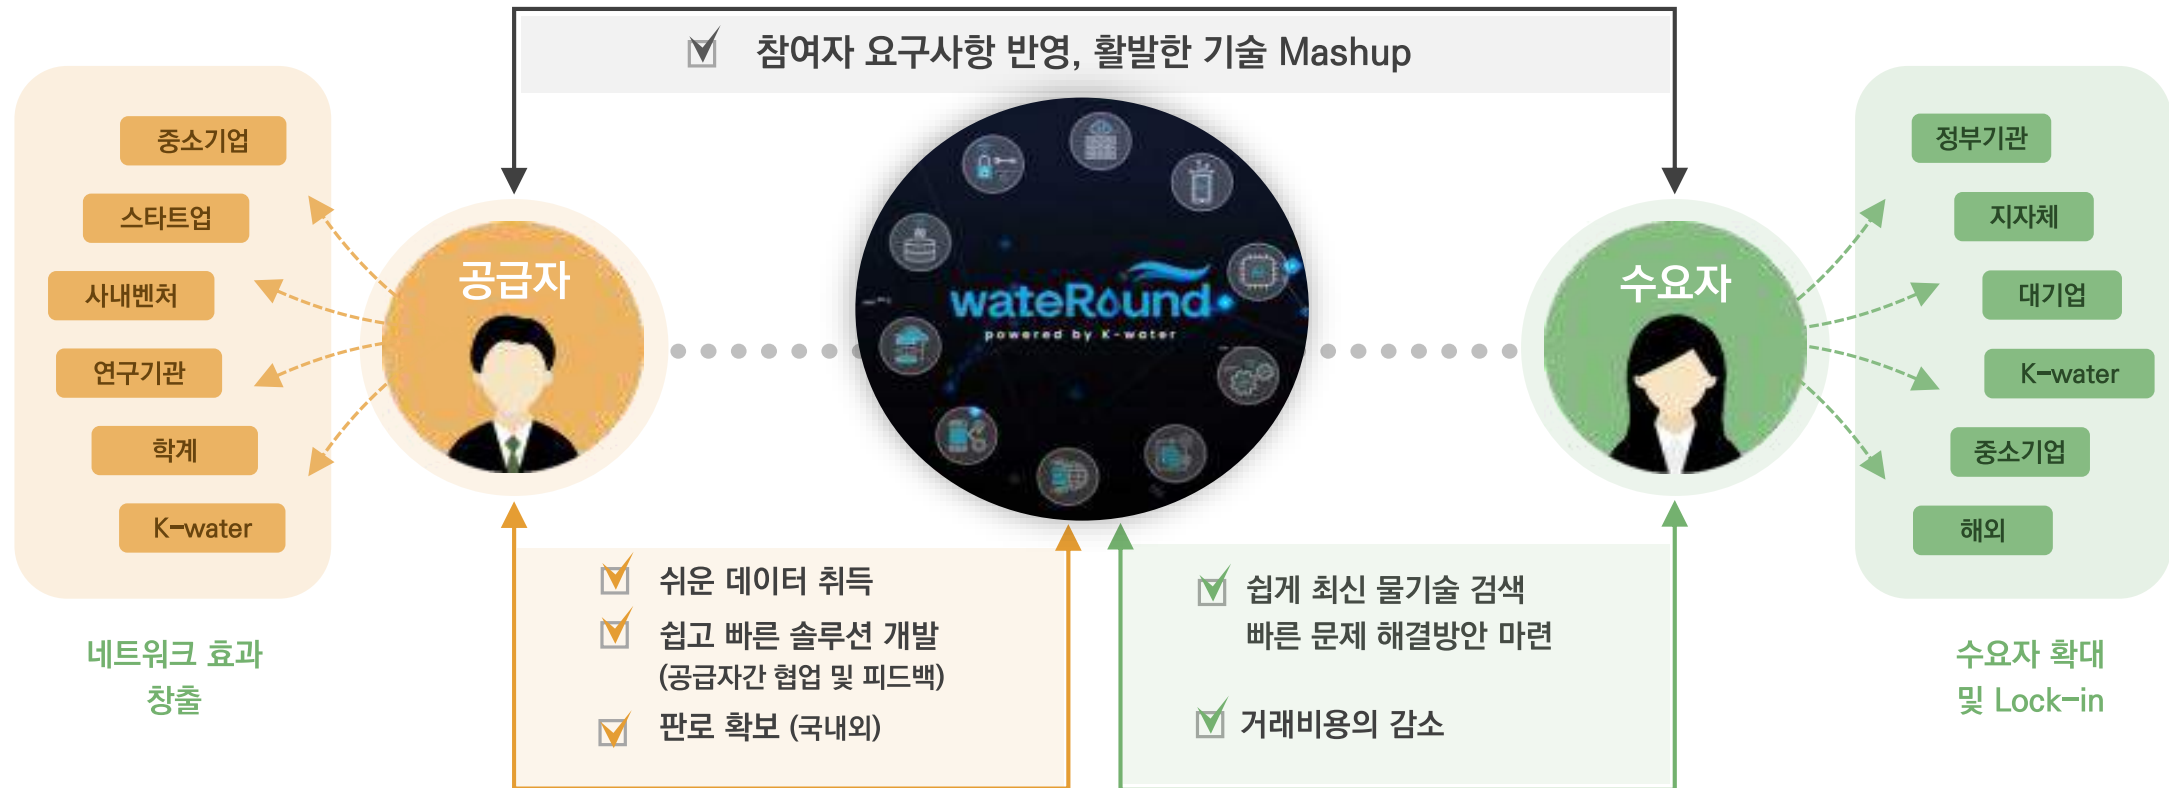 참여자 요구사항 반영, 활발한 기술 Mashup
중소기업
스타트업
사내벤처
연구기관
학계
K-water
네트워크 효과
창출
공급자
wateRound
powered by K-water
수요자
정부기관
지자체
대기업
K-water
중소기업
해외
수요자 확대
및 Lock-in
쉬운 데이터 취득
쉽고 빠른 솔루션 개발
(공급자간 협업 및 피드백)
판로 확보 (국내외)
쉽게 최신 물기술 검색
빠른 문제 해결방안 마련
거래비용의 감소